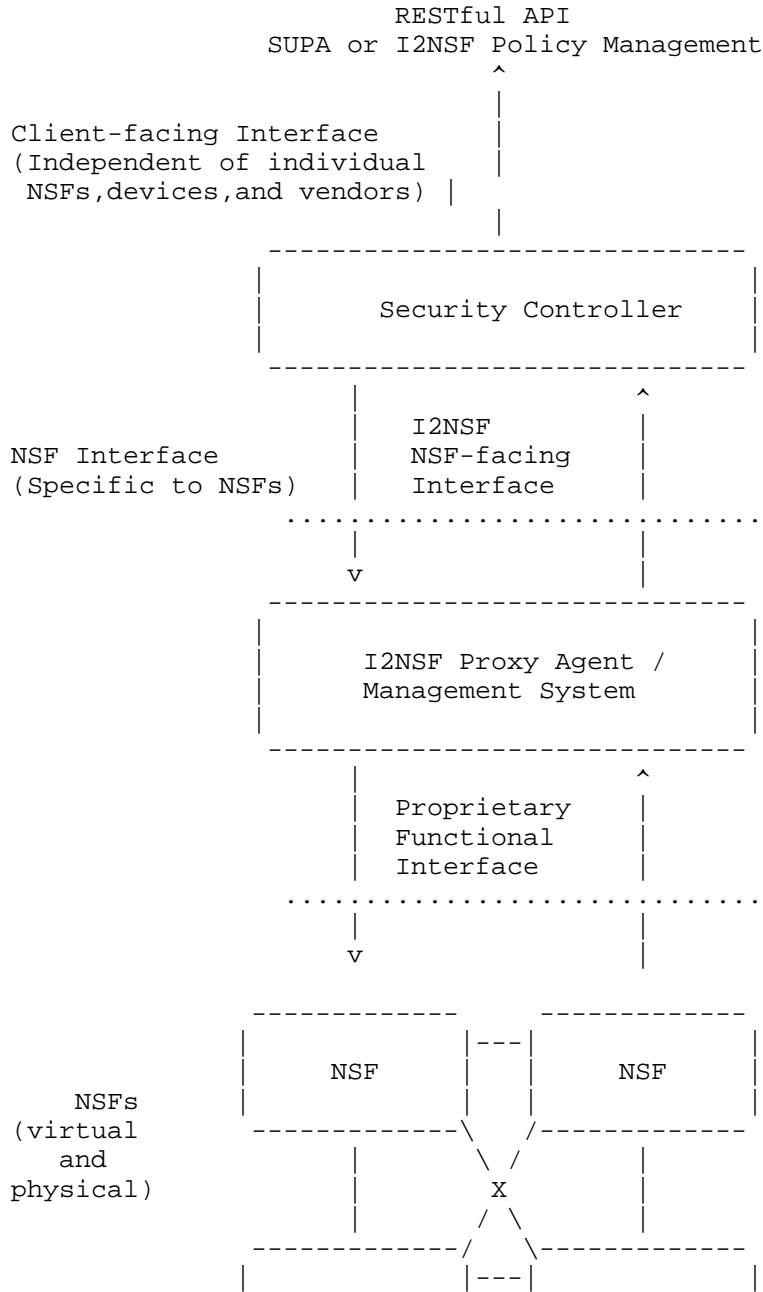 RESTful API
SUPA or I2NSF Policy Management
Client-facing Interface
(Independent of individual
NSFs,devices,and vendors)
Security Controller
I2NSF
NSF Interface NSF-facing
(Specific to NSFs) Interface
I2NSF Proxy Agent /
Management System
Proprietary
Functional
Interface
NSF NSF
NSFs
(virtual
and
physical) X